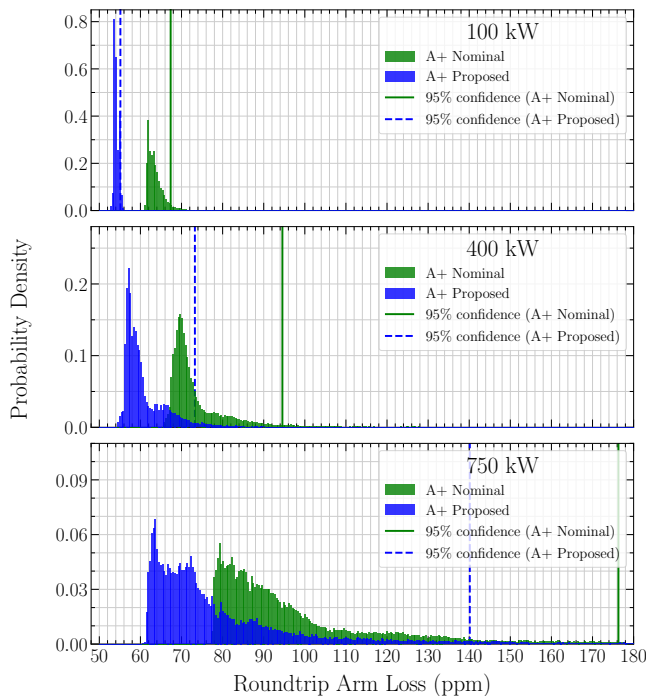 0.8
0.6
0.4
0.2
0.0
100 kW
A+ Nominal
A+ Proposed
95% confidence (A+ Nominal)
95% confidence (A+ Proposed)
Probability Density
0.2
0.1
0.0
400 kW
A+ Nominal
A+ Proposed
95% confidence (A+ Nominal)
95% confidence (A+ Proposed)
0.09
0.06
0.03
0.00
750 kW
A+ Nominal
A+ Proposed
95% confidence (A+ Nominal)
95% confidence (A+ Proposed)
50 60 70 80 90 100 110 120 130 140 150 160 170 180
Roundtrip Arm Loss (ppm)